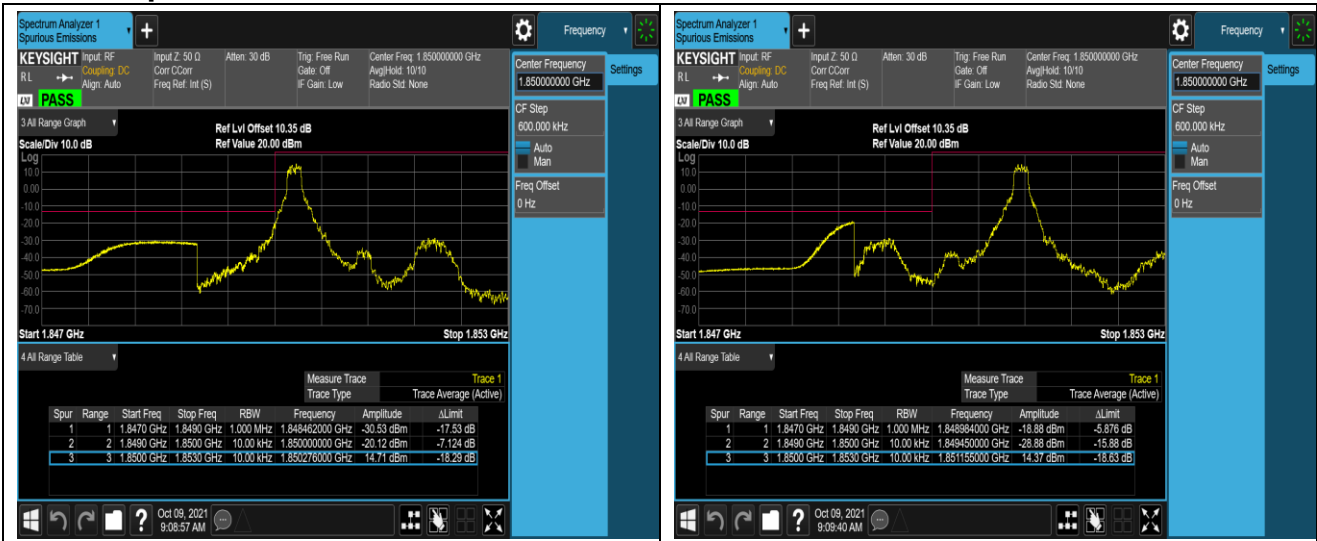 Spectrum Analyzer 1
Spurious Emissions
Frequency
KEYSIGHT Input: RF Input Z: 50 Ω Atten: 30 dB Trig: Free Run Center Freq: 1.850000000 GHz
Coupling: DC Corr CCorr Gate: Off Avg|Hold: 10/10
RL Align: Auto Freq Ref: Int (S) IF Gain: Low Radio Std: None
LXI PASS
Center Frequency
1.850000000 GHz
Settings
CF Step
600.000 kHz
Auto
Man
Freq Offset
0 Hz
3 All Range Graph
Ref Lvl Offset 10.35 dB
Scale/Div 10.0 dB Ref Value 20.00 dBm
Log
10.0
0.00
-10.0
-20.0
-30.0
-40.0
-50.0
-60.0
-70.0
Start 1.847 GHz Stop 1.853 GHz
4 All Range Table
Measure Trace Trace 1
Trace Type Trace Average (Active)
Spur Range Start Freq Stop Freq RBW Frequency Amplitude ΔLimit
1 1 1.8470 GHz 1.8490 GHz 1.000 MHz 1.848462000 GHz -30.53 dBm -17.53 dB
2 2 1.8490 GHz 1.8500 GHz 10.00 kHz 1.850000000 GHz -20.12 dBm -7.124 dB
3 3 1.8500 GHz 1.8530 GHz 10.00 kHz 1.850276000 GHz 14.71 dBm -18.29 dB
? Oct 09, 2021
9:08:57 AM
Spectrum Analyzer 1
Spurious Emissions
Frequency
KEYSIGHT Input: RF Input Z: 50 Ω Atten: 30 dB Trig: Free Run Center Freq: 1.850000000 GHz
Coupling: DC Corr CCorr Gate: Off Avg|Hold: 10/10
RL Align: Auto Freq Ref: Int (S) IF Gain: Low Radio Std: None
LXI PASS
Center Frequency
1.850000000 GHz
Settings
CF Step
600.000 kHz
Auto
Man
Freq Offset
0 Hz
3 All Range Graph
Ref Lvl Offset 10.35 dB
Scale/Div 10.0 dB Ref Value 20.00 dBm
Log
10.0
0.00
-10.0
-20.0
-30.0
-40.0
-50.0
-60.0
-70.0
Start 1.847 GHz Stop 1.853 GHz
4 All Range Table
Measure Trace Trace 1
Trace Type Trace Average (Active)
Spur Range Start Freq Stop Freq RBW Frequency Amplitude ΔLimit
1 1 1.8470 GHz 1.8490 GHz 1.000 MHz 1.848984000 GHz -18.88 dBm -5.876 dB
2 2 1.8490 GHz 1.8500 GHz 10.00 kHz 1.849450000 GHz -28.88 dBm -15.88 dB
3 3 1.8500 GHz 1.8530 GHz 10.00 kHz 1.851155000 GHz 14.37 dBm -18.63 dB
? Oct 09, 2021
9:09:40 AM